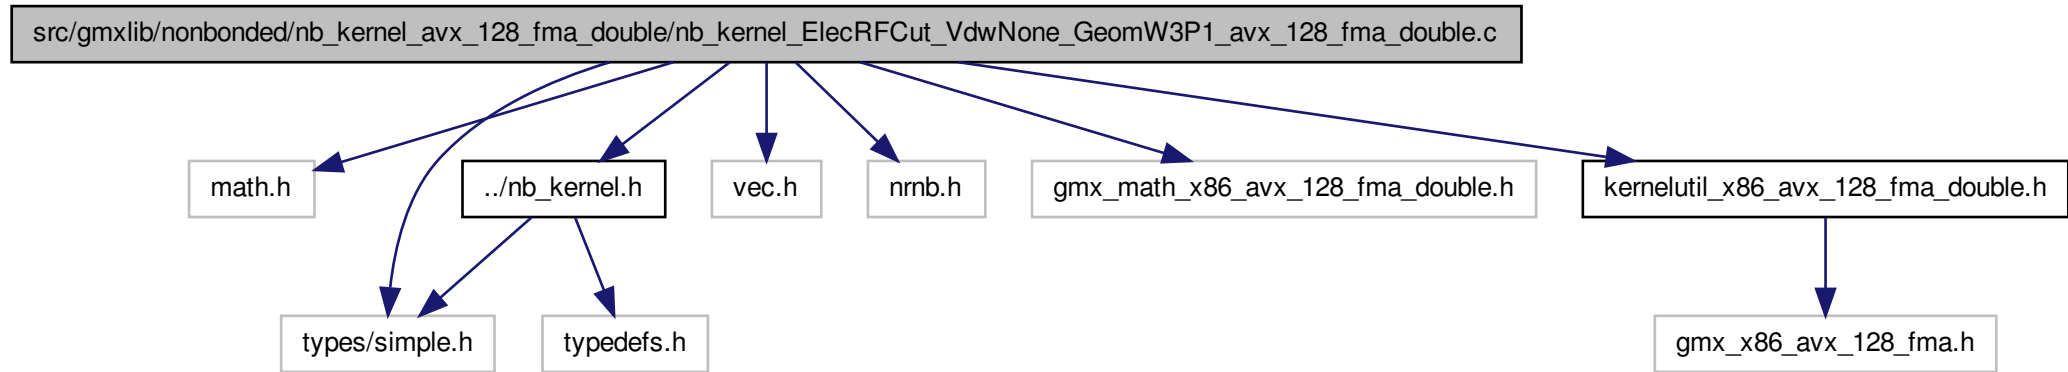 src/gmxlib/nonbonded/nb_kernel_avx_128_fma_double/nb_kernel_ElecRFCut_VdwNone_GeomW3P1_avx_128_fma_double.c
math.h
../nb_kernel.h
vec.h
nrnb.h
gmx_math_x86_avx_128_fma_double.h
kernelutil_x86_avx_128_fma_double.h
types/simple.h
typedefs.h
gmx_x86_avx_128_fma.h